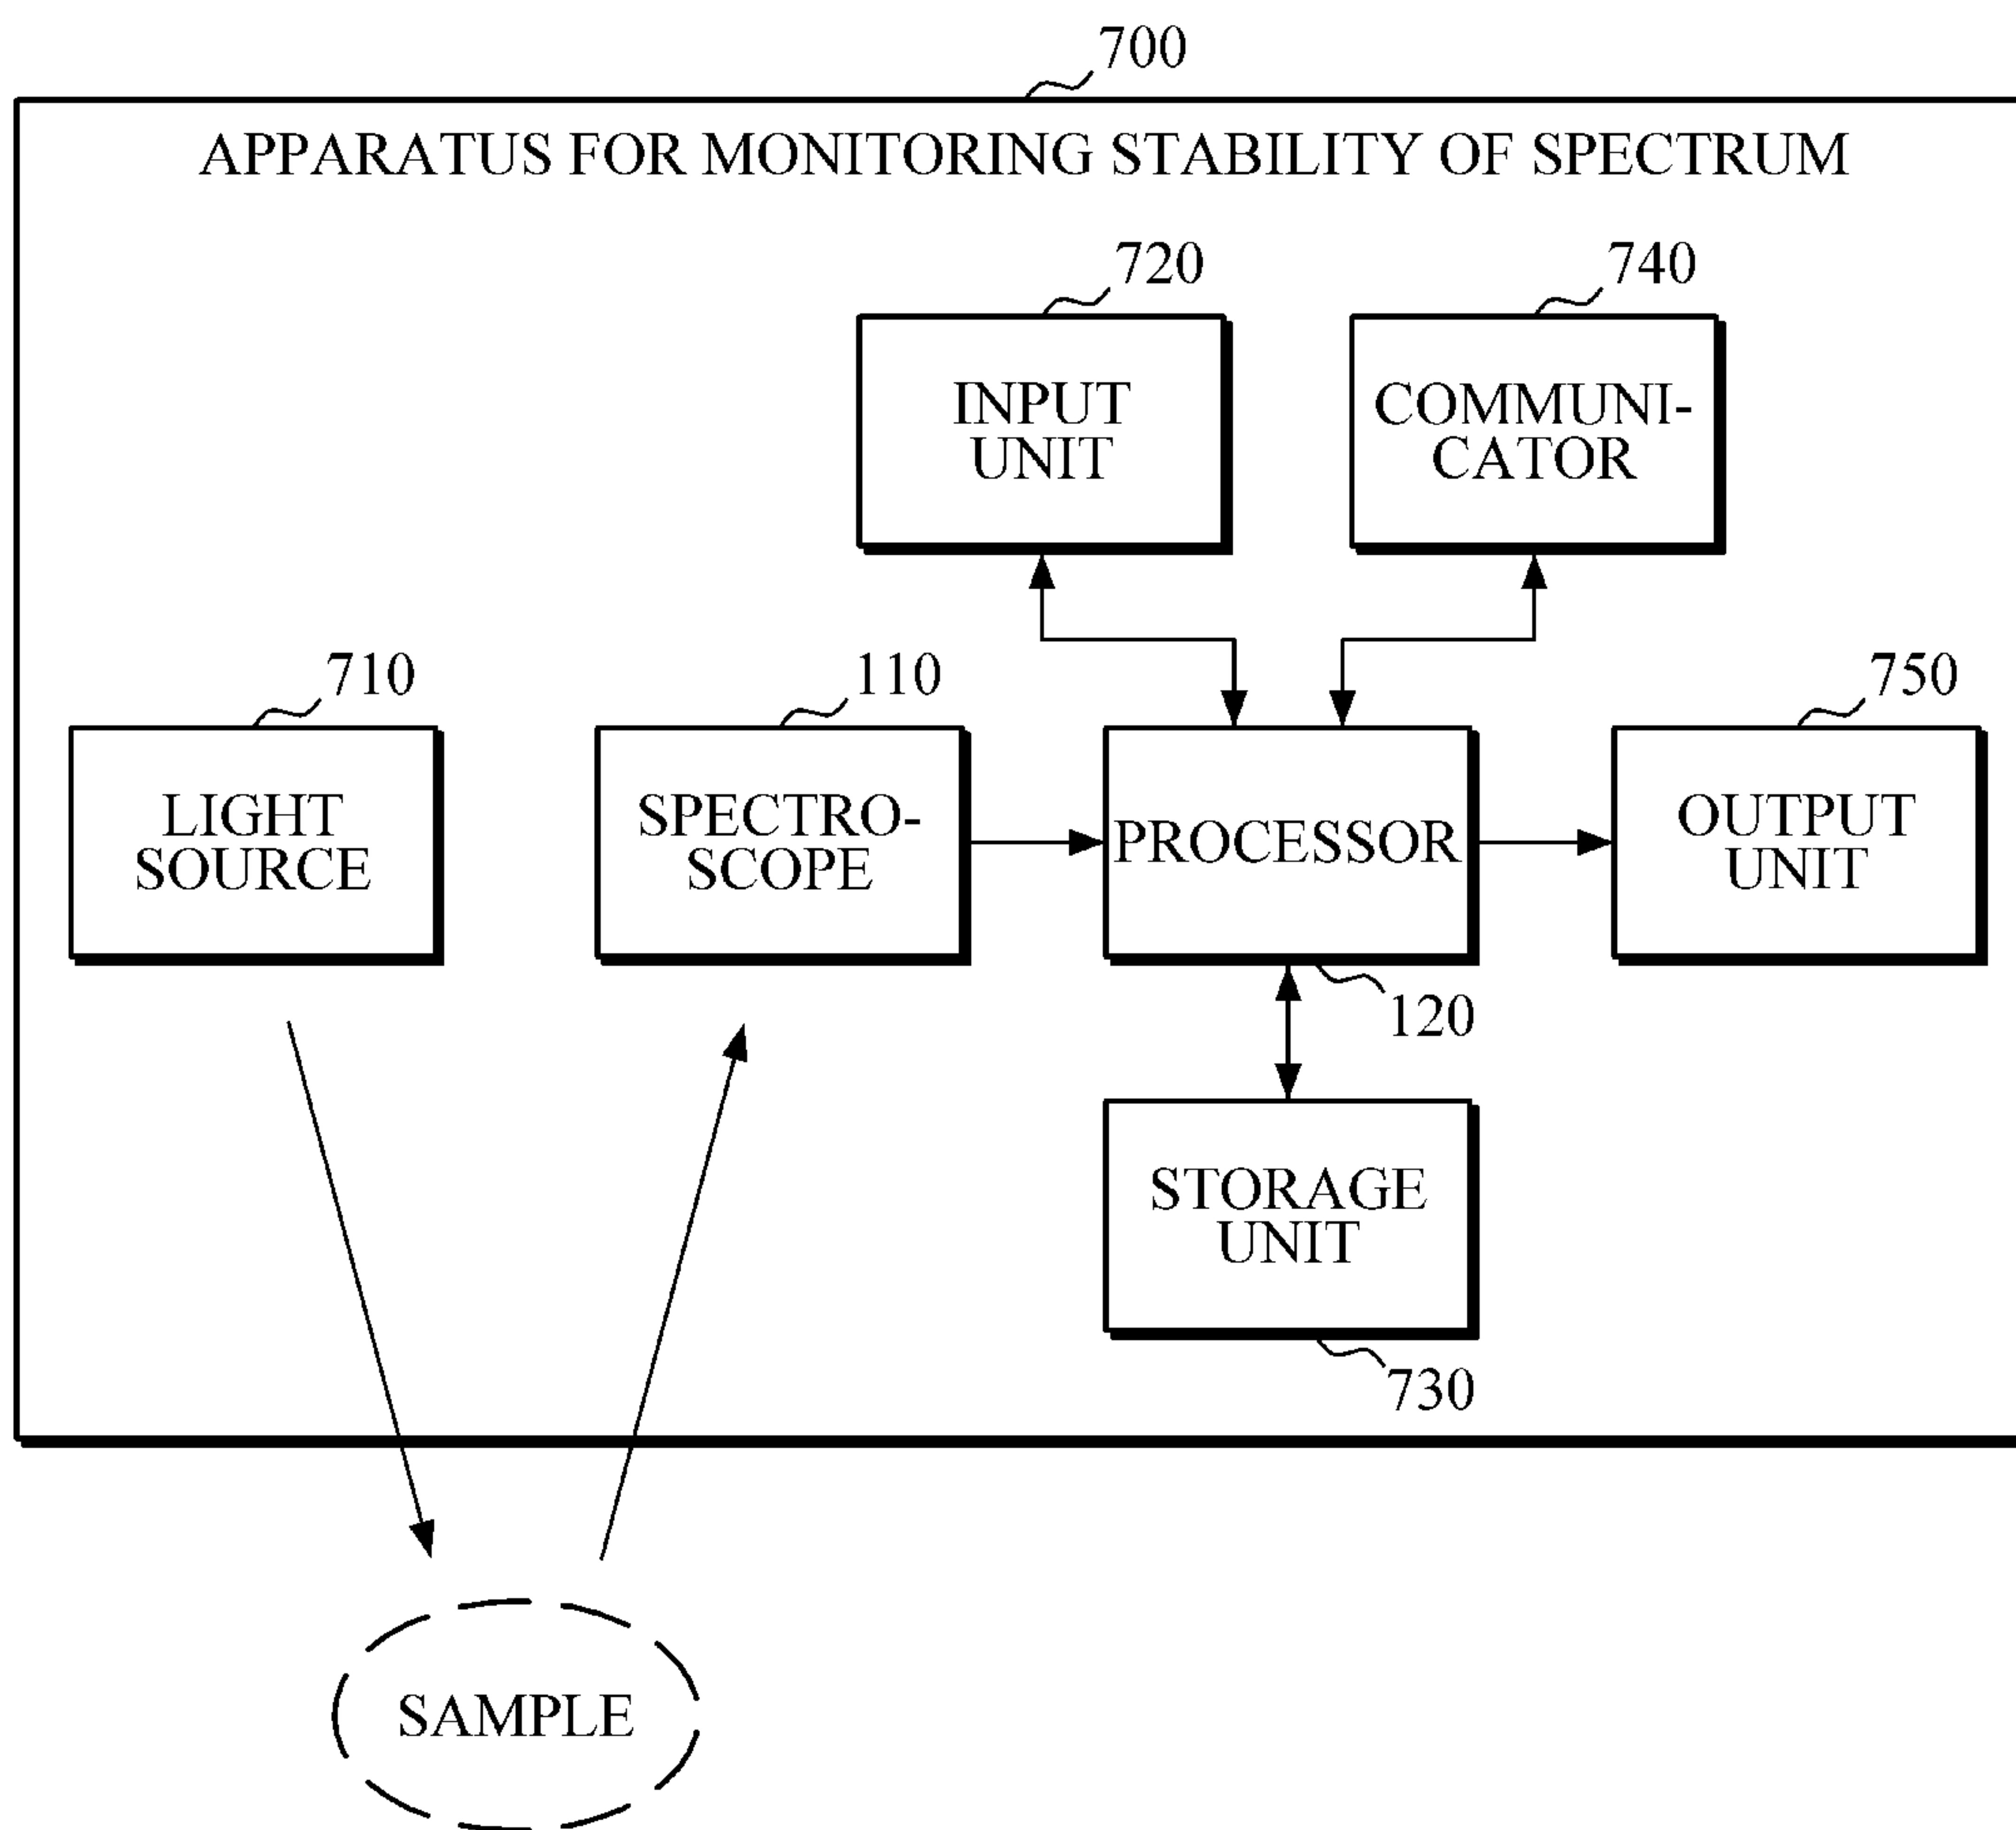 700
APPARATUS FOR MONITORING STABILITY OF SPECTRUM
720
740
INPUT
UNIT
COMMUNI-
CATOR
710
110
750
LIGHT
SOURCE
SPECTRO-
SCOPE
PROCESSOR
OUTPUT
UNIT
120
STORAGE
UNIT
730
SAMPLE